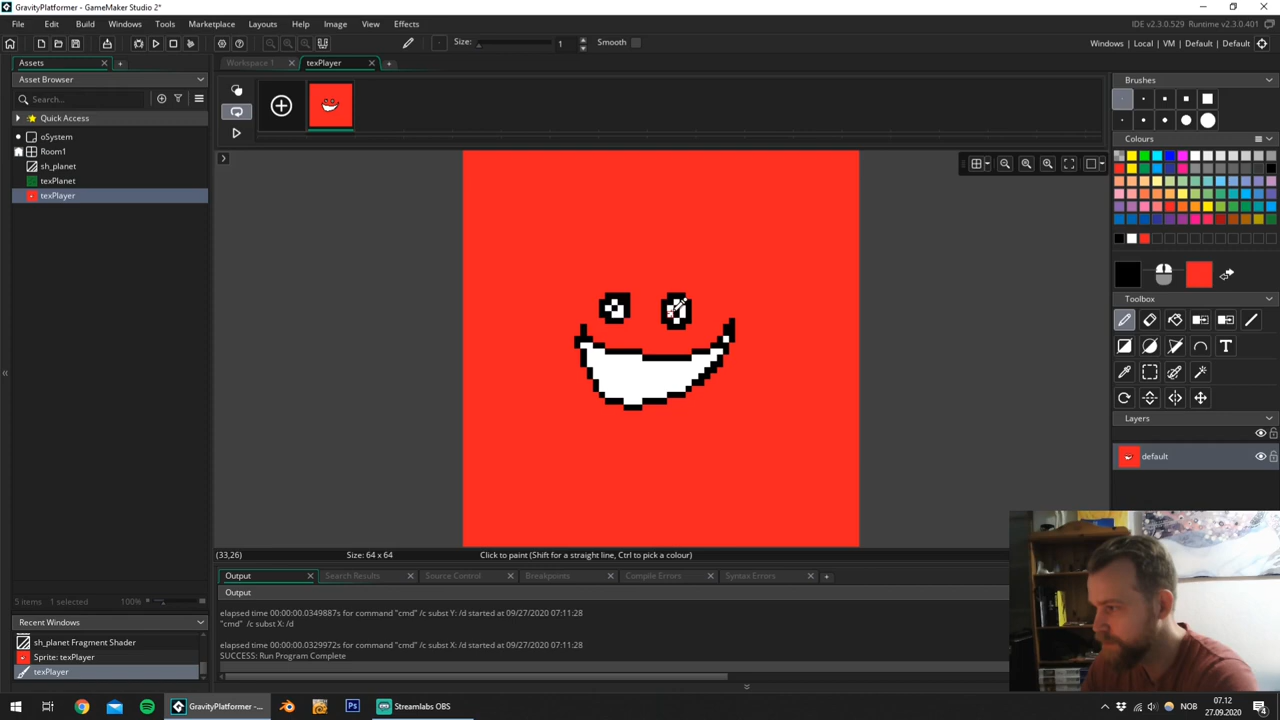 GravityPlatformer - GameMaker Studio 2*
File Edit Build Windows Tools Marketplace Layouts Help Image View Effects
IDE v2.3.0.529 Runtime v2.3.0.401
Size: 1 Smooth
Windows | Local | VM | Default | Default
Assets
Workspace 1 texPlayer
Asset Browser
Brushes
Search...
Quick Access
oSystem
Room1
sh_planet
texPlanet
texPlayer
Colours
Toolbox
T
Layers
default
(33,26) Size: 64 x 64 Click to paint (Shift for a straight line, Ctrl to pick a colour)
Output Search Results Source Control Breakpoints Compile Errors Syntax Errors
Output
5 items 1 selected 100%
elapsed time 00:00:00.0349887s for command "cmd" /c subst Y: /d started at 09/27/2020 07:11:28
"cmd" /c subst X: /d
Recent Windows
sh_planet Fragment Shader
elapsed time 00:00:00.0329972s for command "cmd" /c subst X: /d started at 09/27/2020 07:11:28
Sprite: texPlayer
SUCCESS: Run Program Complete
texPlayer
GravityPlatformer -... Ps Streamlabs OBS
NOB
07.12
27.09.2020
4